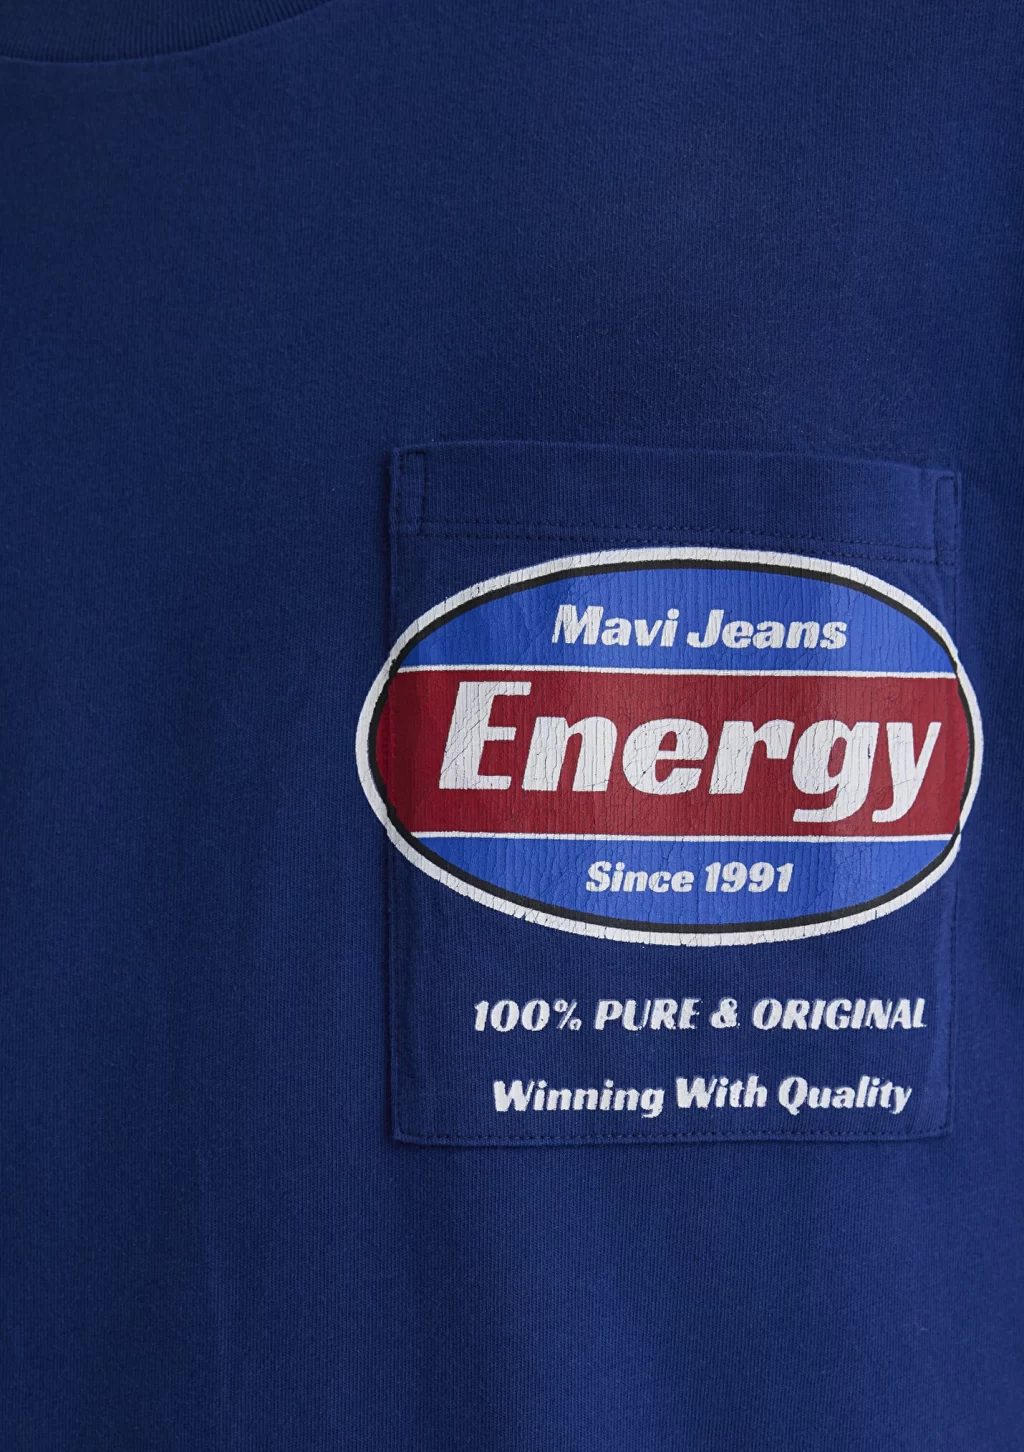 Mavi Jeans
Energy
Since 1991
100% PURE & ORIGINAL
Winning With Quality